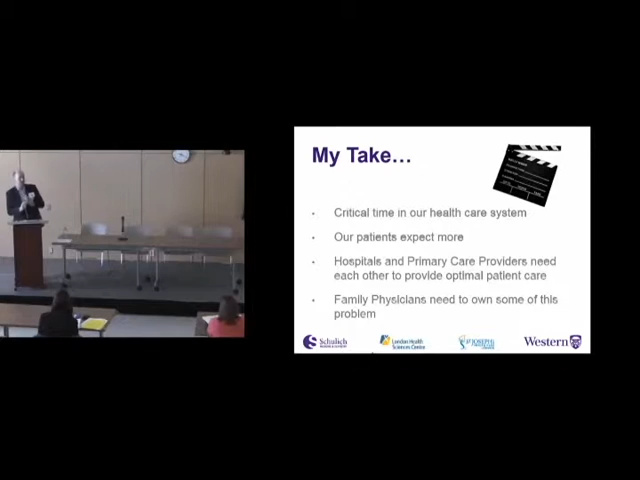 My Take…
• Critical time in our health care system
• Our patients expect more
• Hospitals and Primary Care Providers need
each other to provide optimal patient care
• Family Physicians need to own some of this
problem
Schulich
London Health
Sciences Centre
St. Joseph's
Western